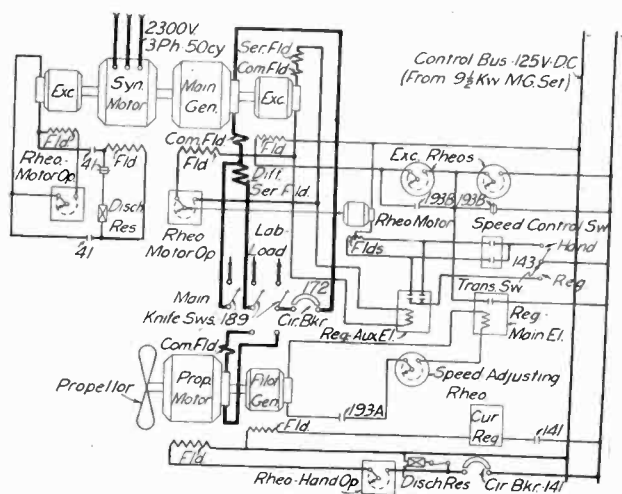 2300V.
3Ph. 50cy
Ser. Fld
Com Fld
Control Bus - 125V-D.C
(From 9½ Kw MG. Set)
Exc
Syn.
Motor
Main
Gen.
Exc.
Com. Fld
Fld
Rheo.
Motor Op
41
Fld
Fld
Fld
Exc. Rheos
Diff.
Ser Fld.
193B
193B
Disch
Res
Rheo Motor
Speed Control Sw
Rheo
Motor Op
Lab-
Load
Flds
Hand
41
143
Reg
172
Trans. Sw
Main
Knife Sws. 189
Cir. Bkr
Reg-Aux El.
Reg-
Main El.
Com Fld
Propellor
Prop.
Motor
Pilot
Gen.
Speed Adjusting
Rheo
193A
Fld
Cur
Reg
141
Fld
Rheo-Hand Op
Disch Res
Cir Bkr-141